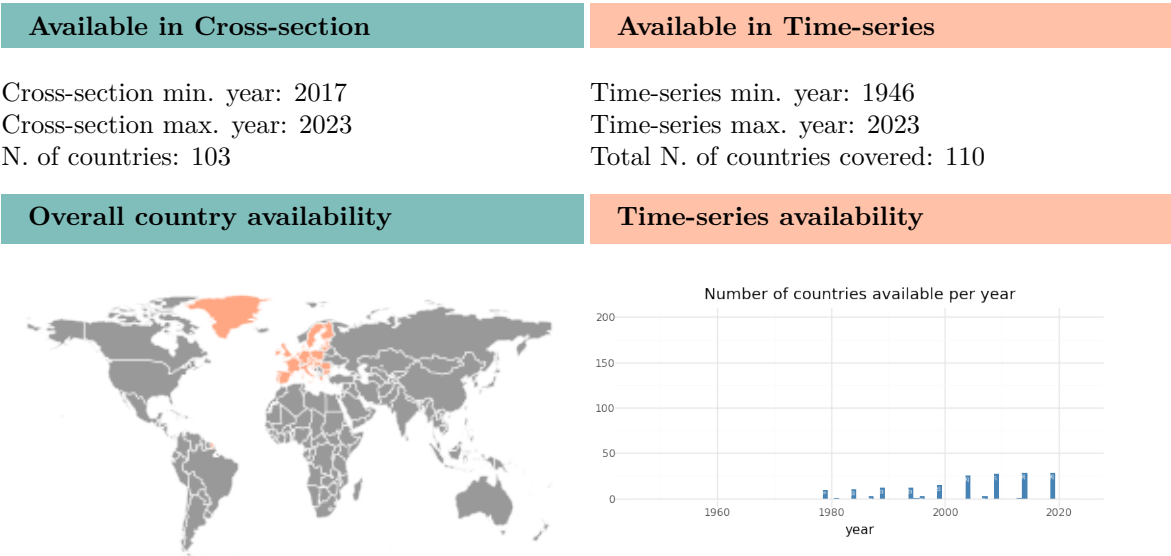 Available in Cross-section
Cross-section min. year: 2017
Cross-section max. year: 2023
N. of countries: 103
Available in Time-series
Time-series min. year: 1946
Time-series max. year: 2023
Total N. of countries covered: 110
Overall country availability
Time-series availability
Number of countries available per year
200
150
100
50
0
1960
1980
2000
2020
year